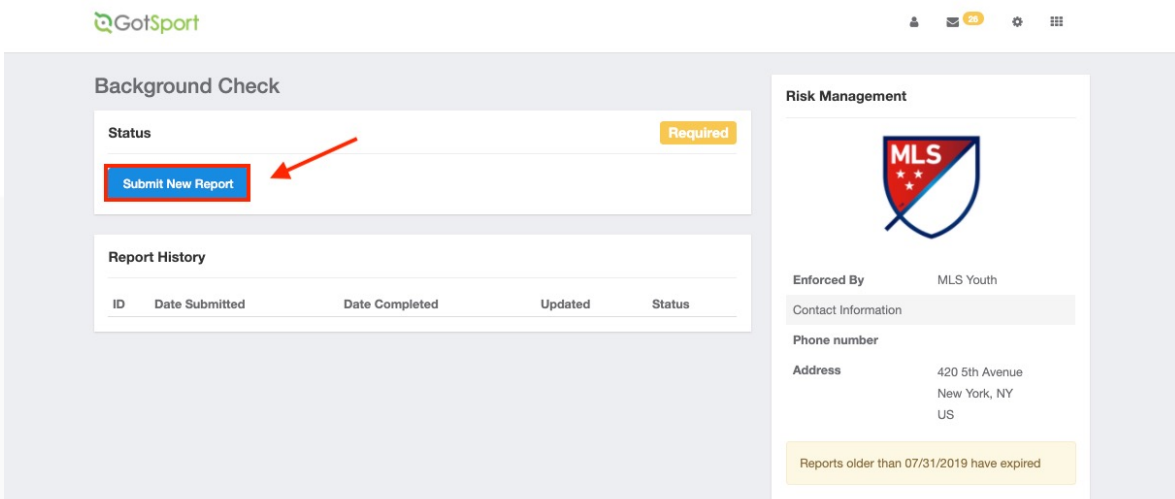 GotSport
26
Background Check
Status
Required
Submit New Report
Report History
ID Date Submitted Date Completed Updated Status
Risk Management
MLS
Enforced By MLS Youth
Contact Information
Phone number
Address 420 5th Avenue
New York, NY
US
Reports older than 07/31/2019 have expired